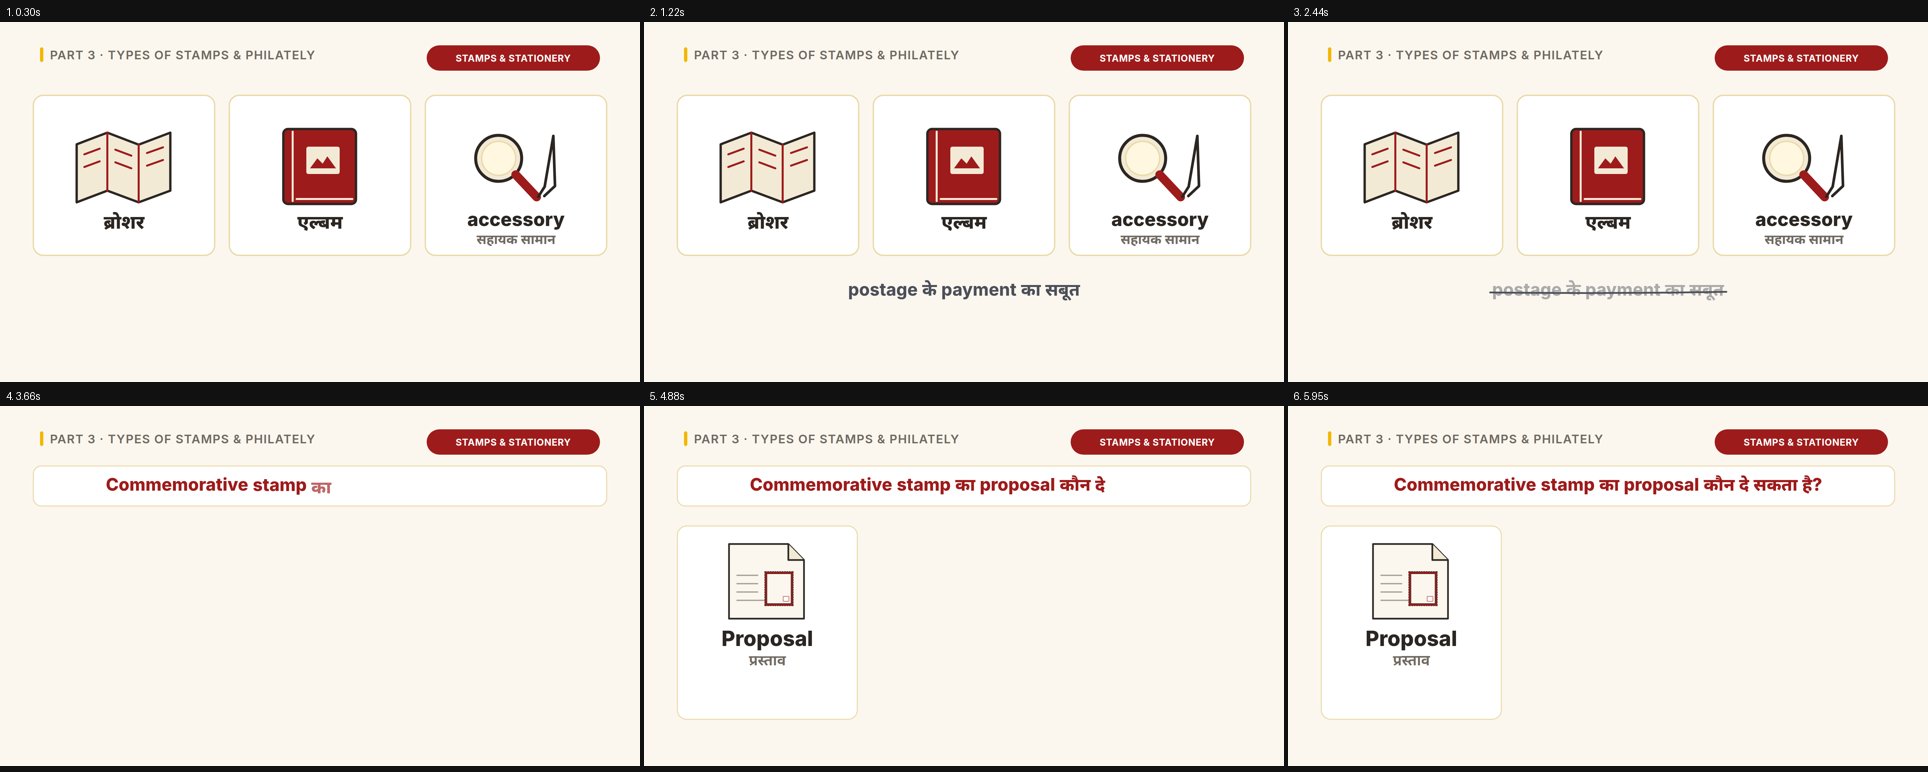 1. 0.30s
PART 3 · TYPES OF STAMPS & PHILATELY
STAMPS & STATIONERY
ब्रोशर
एल्बम
accessory
सहायक सामान
2. 1.22s
PART 3 · TYPES OF STAMPS & PHILATELY
STAMPS & STATIONERY
ब्रोशर
एल्बम
accessory
सहायक सामान
postage के payment का सबूत
3. 2.44s
PART 3 · TYPES OF STAMPS & PHILATELY
STAMPS & STATIONERY
ब्रोशर
एल्बम
accessory
सहायक सामान
postage के payment का सबूत
4. 3.66s
PART 3 · TYPES OF STAMPS & PHILATELY
STAMPS & STATIONERY
Commemorative stamp का
5. 4.88s
PART 3 · TYPES OF STAMPS & PHILATELY
STAMPS & STATIONERY
Commemorative stamp का proposal कौन दे
Proposal
प्रस्ताव
6. 5.95s
PART 3 · TYPES OF STAMPS & PHILATELY
STAMPS & STATIONERY
Commemorative stamp का proposal कौन दे सकता है?
Proposal
प्रस्ताव